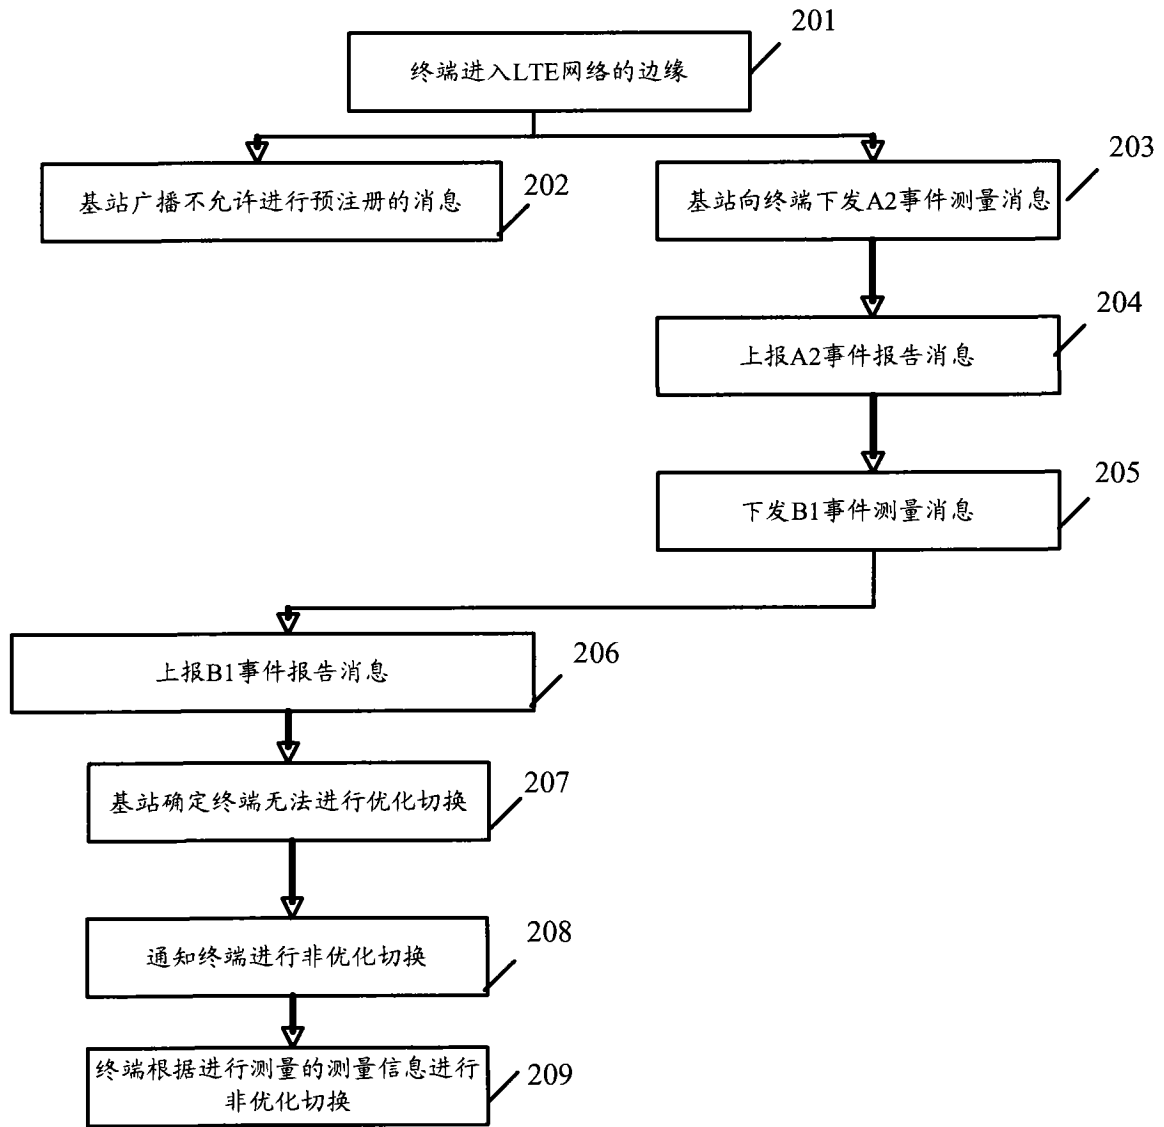 201
终端进入LTE网络的边缘
203
基站广播不允许进行预注册的消息
202
基站向终端下发A2事件测量消息
204
上报A2事件报告消息
205
下发B1事件测量消息
206
上报B1事件报告消息
207
基站确定终端无法进行优化切换
208
通知终端进行非优化切换
终端根据进行测量的测量信息进行
非优化切换
209